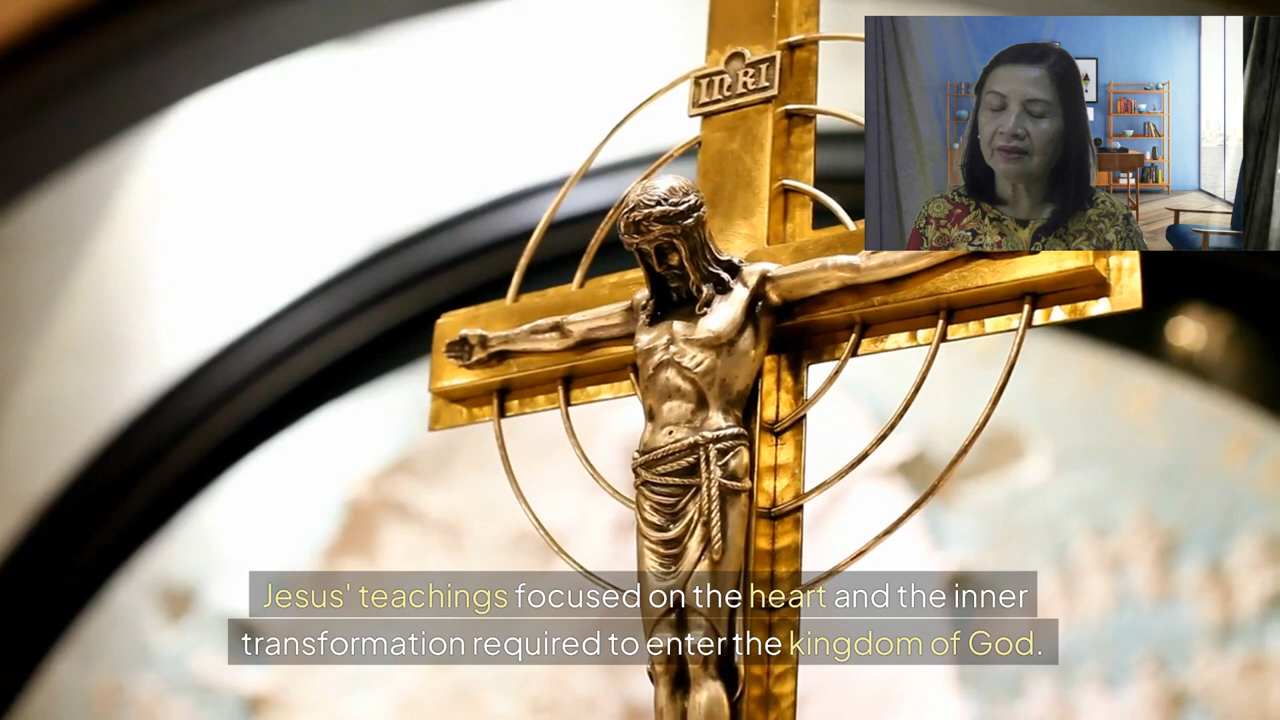 INRI
Jesus' teachings focused on the heart and the inner
transformation required to enter the kingdom of God.